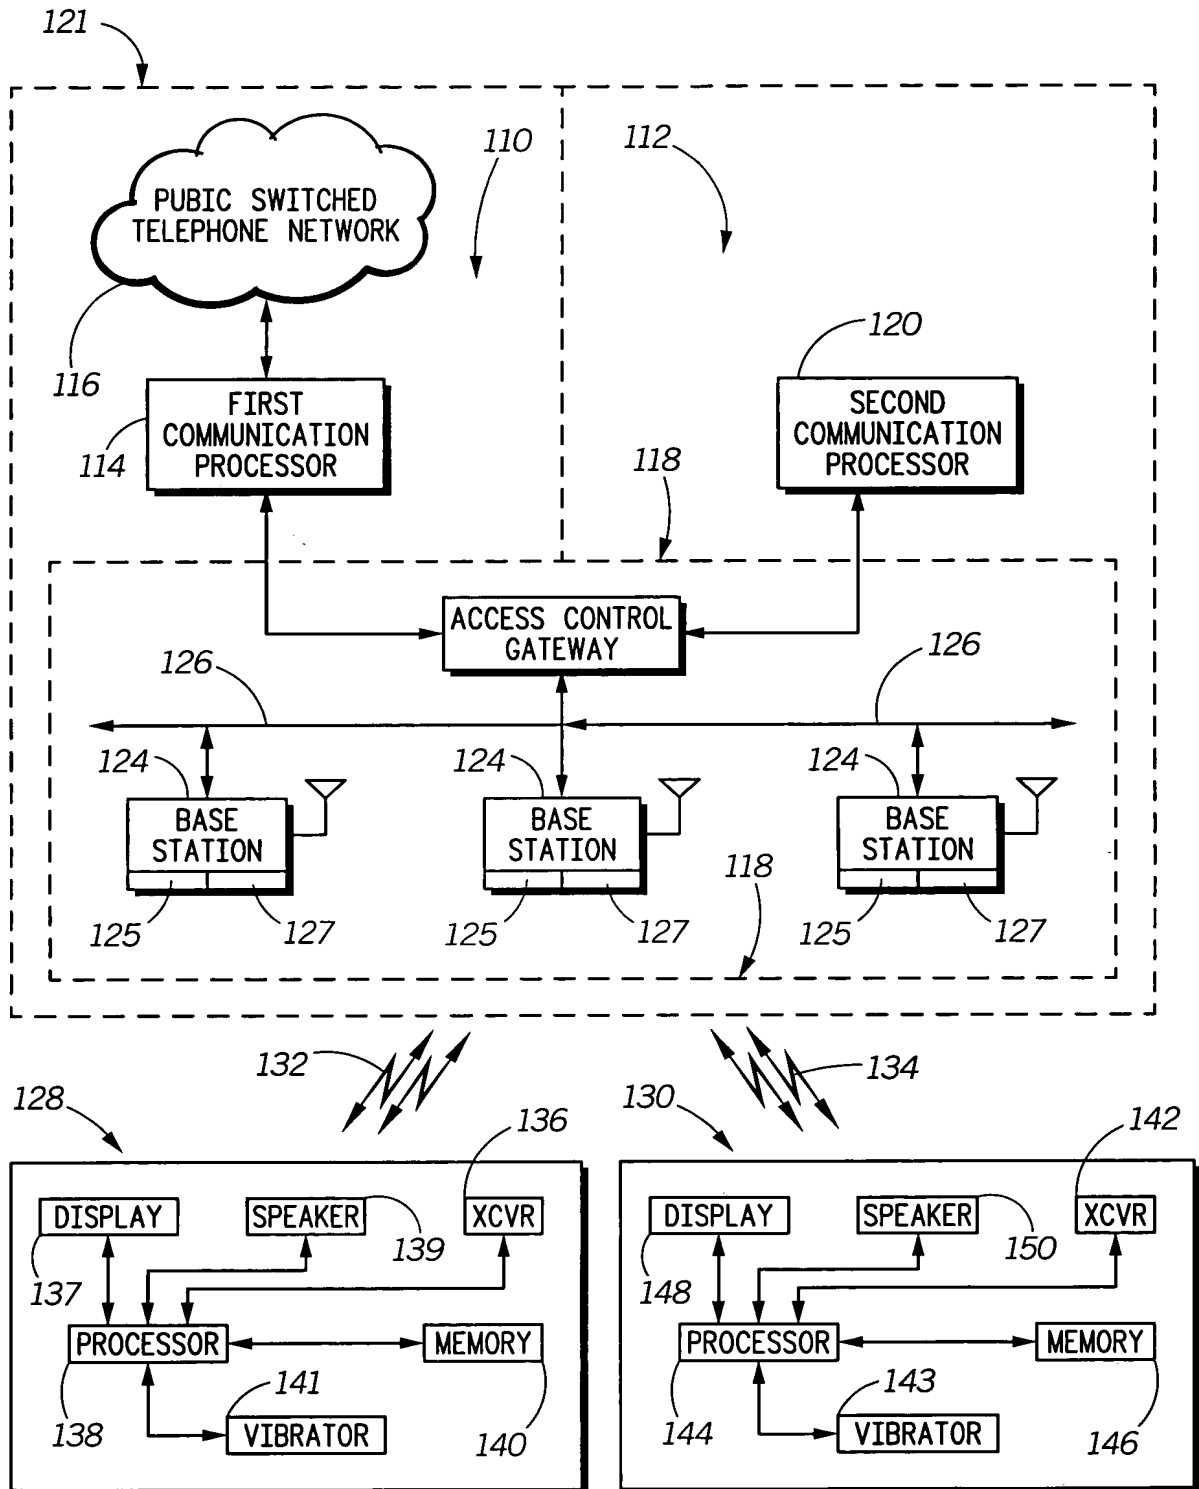 121
110
112
PUBIC SWITCHED
TELEPHONE NETWORK
116
120
FIRST
COMMUNICATION
PROCESSOR
114
SECOND
COMMUNICATION
PROCESSOR
118
ACCESS CONTROL
GATEWAY
126
126
124
124
124
BASE
STATION
BASE
STATION
BASE
STATION
118
125
127
125
127
125
127
132
134
128
130
136
142
DISPLAY
SPEAKER
XCVR
139
137
PROCESSOR
MEMORY
141
138
VIBRATOR
140
DISPLAY
SPEAKER
XCVR
150
148
PROCESSOR
MEMORY
143
144
VIBRATOR
146